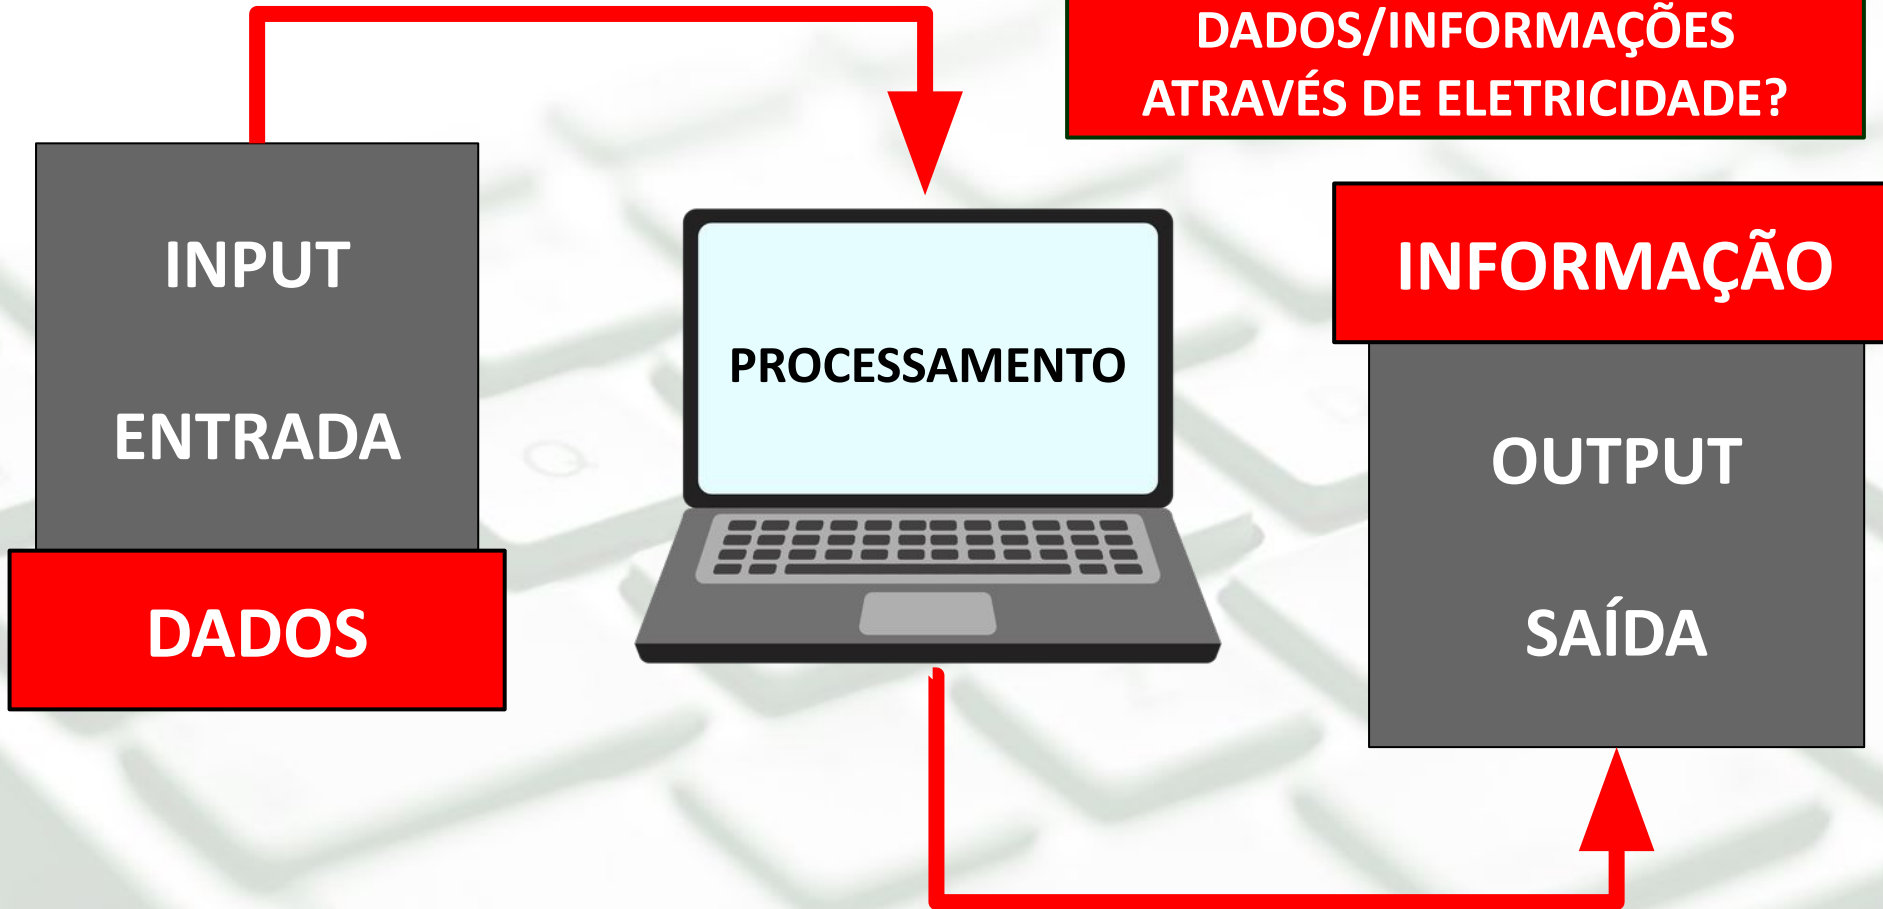 DADOS/INFORMAÇÕES
ATRAVÉS DE ELETRICIDADE?
INPUT
ENTRADA
DADOS
PROCESSAMENTO
INFORMAÇÃO
OUTPUT
SAÍDA